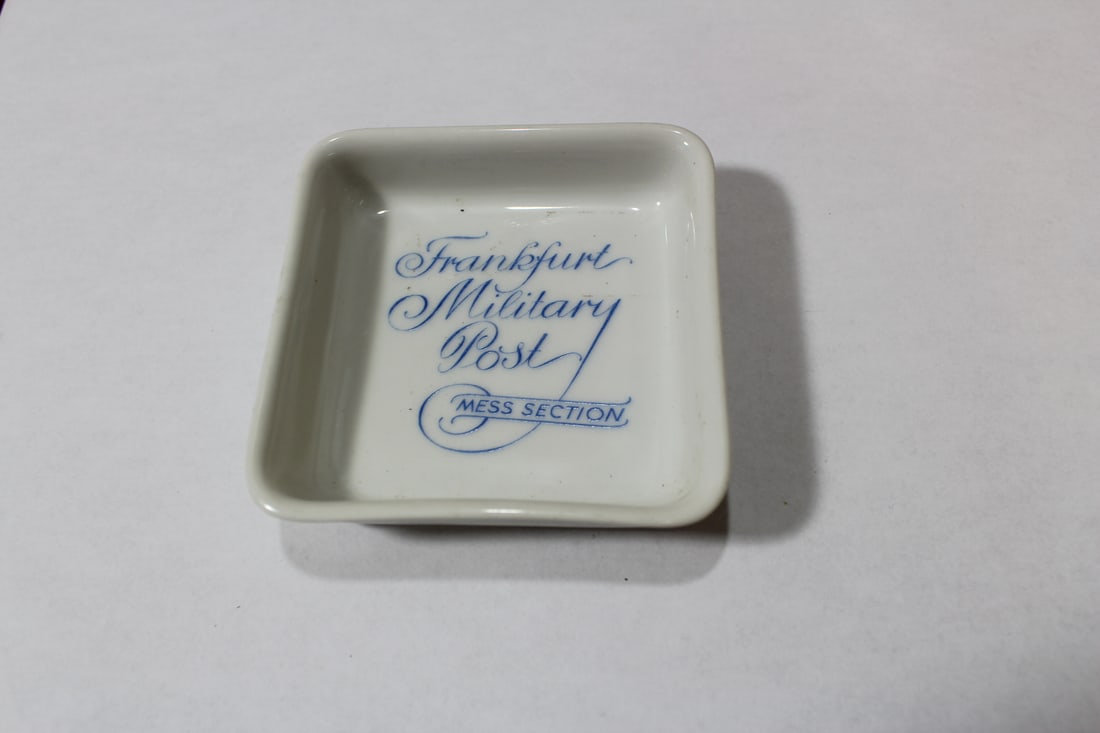 Frankfurt
Military
Post
MESS SECTION